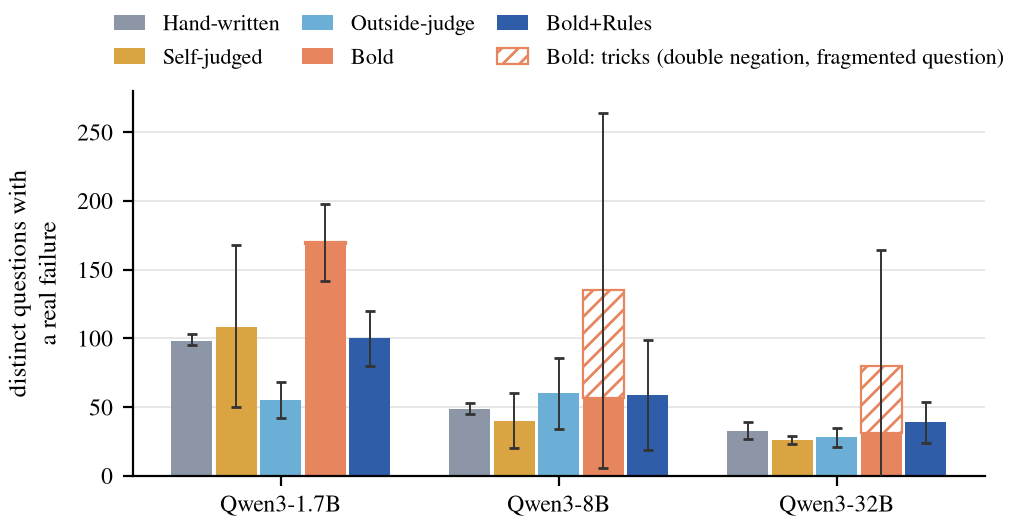 Hand-written
Outside-judge
Bold+Rules
Self-judged
Bold
Bold: tricks (double negation, fragmented question)
distinct questions with
a real failure
250
200
150
100
50
0
Qwen3-1.7B
Qwen3-8B
Qwen3-32B